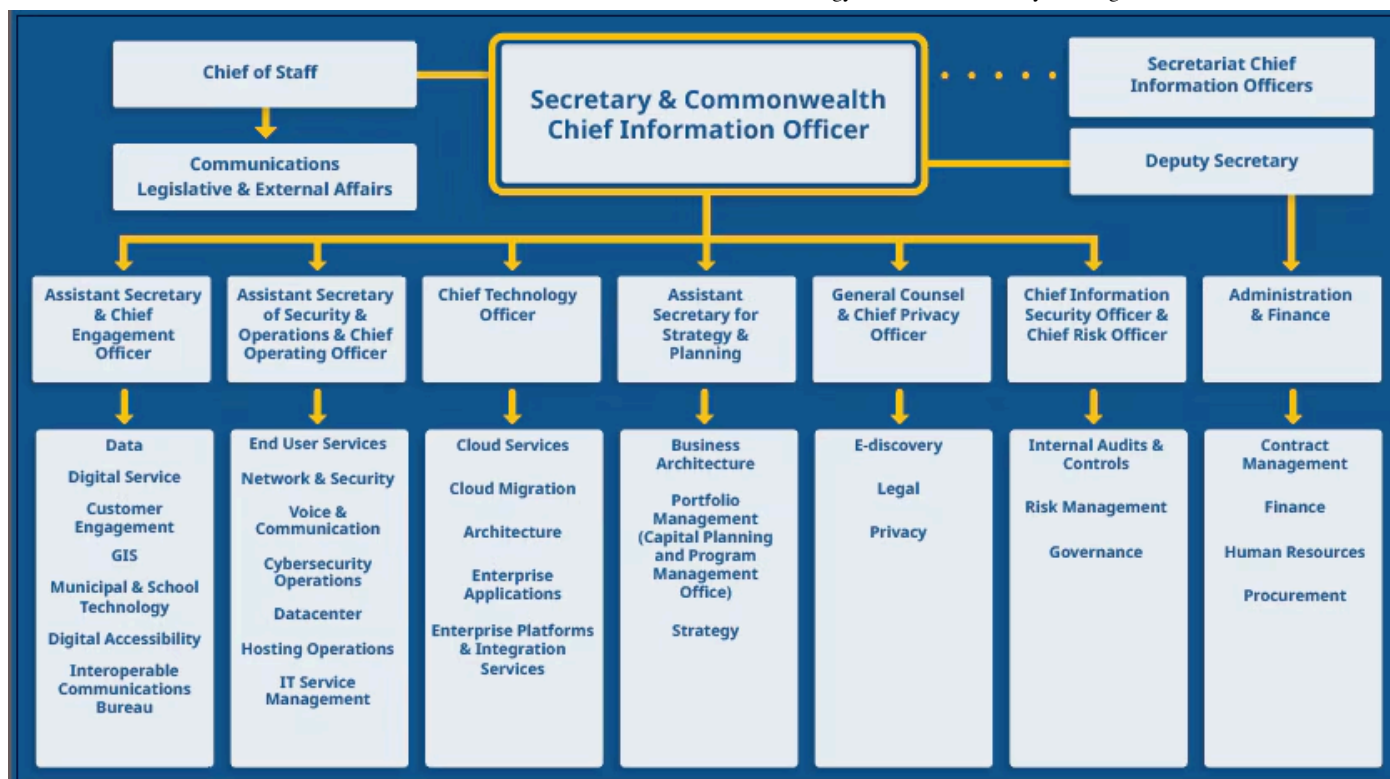 Chief of Staff
Secretary & Commonwealth
Chief Information Officer
Secretariat Chief
Information Officers
Communications
Legislative & External Affairs
Deputy Secretary
Assistant Secretary
& Chief
Engagement
Officer
Assistant Secretary
of Security &
Operations & Chief
Operating Officer
Chief Technology
Officer
Assistant
Secretary for
Strategy &
Planning
General Counsel
& Chief Privacy
Officer
Chief Information
Security Officer &
Chief Risk Officer
Administration
& Finance
Data
Digital Service
Customer
Engagement
GIS
Municipal & School
Technology
Digital Accessibility
Interoperable
Communications
Bureau
End User Services
Network & Security
Voice &
Communication
Cybersecurity
Operations
Datacenter
Hosting Operations
IT Service
Management
Cloud Services
Cloud Migration
Architecture
Enterprise
Applications
Enterprise Platforms
& Integration
Services
Business
Architecture
Portfolio
Management
(Capital Planning
and Program
Management
Office)
Strategy
E-discovery
Legal
Privacy
Internal Audits &
Controls
Risk Management
Governance
Contract
Management
Finance
Human Resources
Procurement